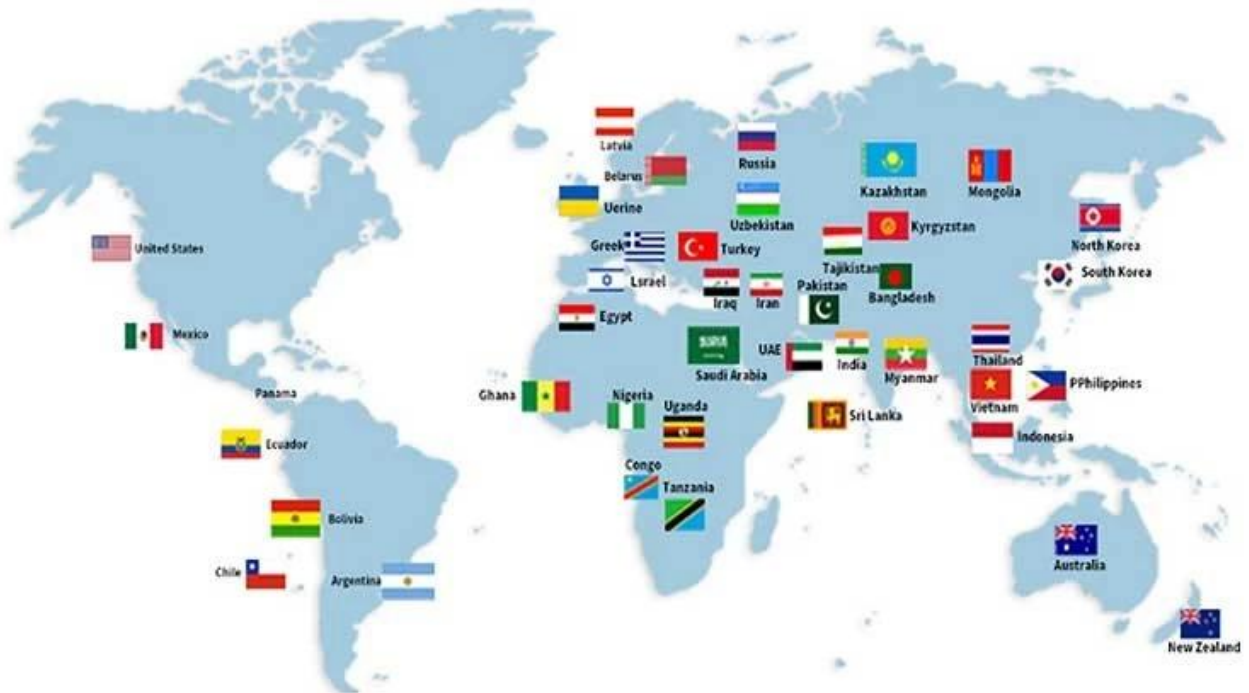 Latvia
Russia
Belarus
Kazakhstan
Mongolia
Uerine
Uzbekistan
Kyrgyzstan
North Korea
United States
Greek
Turkey
Tajikistan
South Korea
Lsrael
Iraq
Iran
Pakistan
Bangladesh
Egypt
Mexico
Saudi Arabia
UAE
India
Myanmar
Thailand
Panama
Ghana
Nigeria
Uganda
Sri Lanka
Vietnam
PPhilippines
Ecuador
Indonesia
Congo
Tanzania
Bolivia
Chile
Argentina
Australia
New Zealand